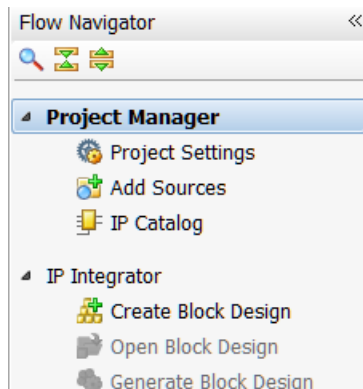 Flow Navigator
Project Manager
Project Settings
Add Sources
IP Catalog
IP Integrator
Create Block Design
Open Block Design
Generate Block Design